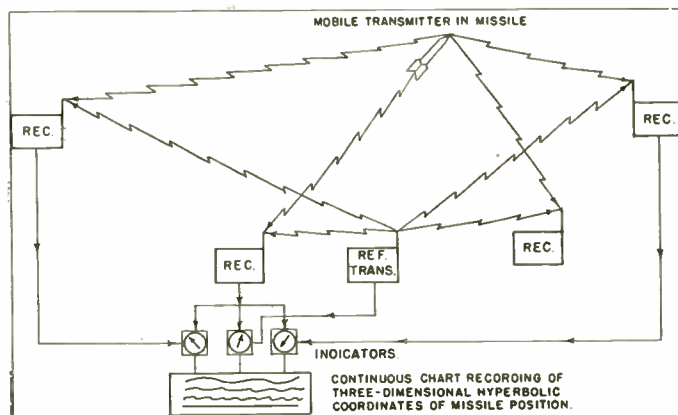 MOBILE TRANSMITTER IN MISSILE
REC.
REC.
REC.
REF.
TRANS.
REC.
INDICATORS.
CONTINUOUS CHART RECORDING OF
THREE-DIMENSIONAL HYPERBOLIC
COORDINATES OF MISSILE POSITION.